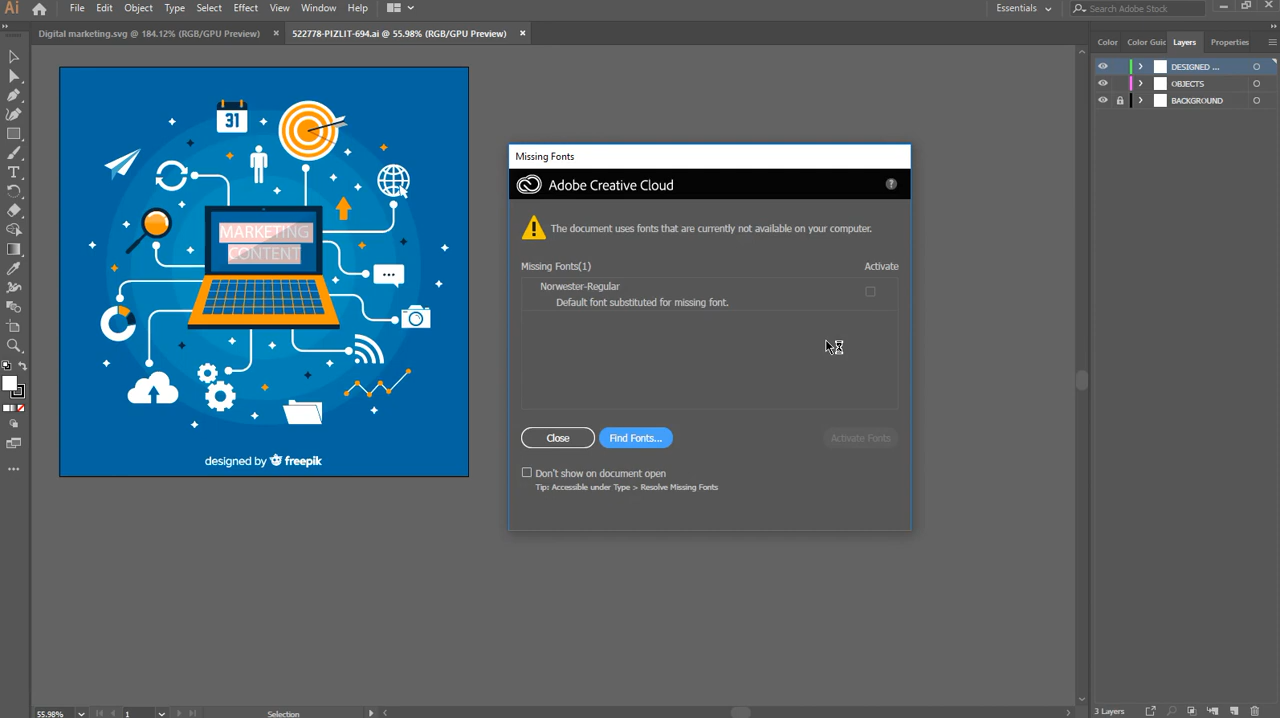 Ai File Edit Object Type Select Effect View Window Help Essentials Search Adobe Stock
Digital marketing.svg @ 184.12% (RGB/GPU Preview) 522778-PIZLIT-694.ai @ 55.98% (RGB/GPU Preview)
Color Color Guic Layers Properties
DESIGNED ...
OBJECTS
BACKGROUND
31
MARKETING
CONTENT
designed by freepik
Missing Fonts
Adobe Creative Cloud
The document uses fonts that are currently not available on your computer.
Missing Fonts(1) Activate
Norwester-Regular
Default font substituted for missing font.
Close Find Fonts... Activate Fonts
Don't show on document open
Tip: Accessible under Type > Resolve Missing Fonts
55.98% 1 Selection 3 Layers